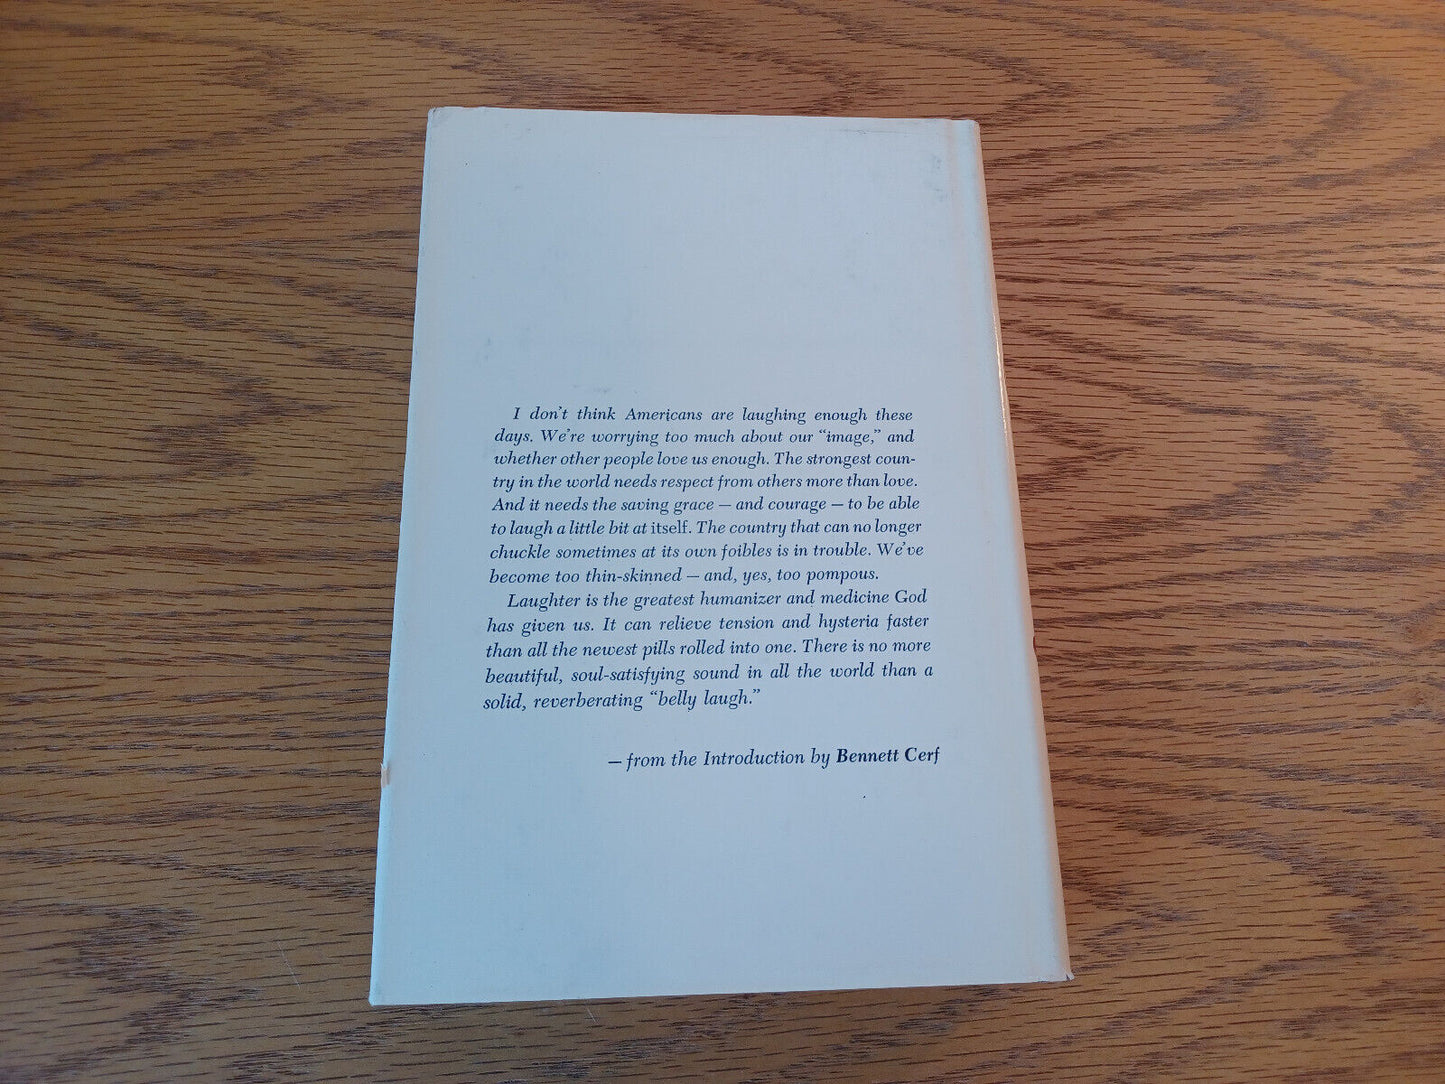 I don't think Americans are laughing enough these
days. We're worrying too much about our “image,” and
whether other people love us enough. The strongest coun-
try in the world needs respect from others more than love.
And it needs the saving grace — and courage — to be able
to laugh a little bit at itself. The country that can no longer
chuckle sometimes at its own foibles is in trouble. We've
become too thin-skinned — and, yes, too pompous.
Laughter is the greatest humanizer and medicine God
has given us. It can relieve tension and hysteria faster
than all the newest pills rolled into one. There is no more
beautiful, soul-satisfying sound in all the world than a
solid, reverberating “belly laugh.”
— from the Introduction by Bennett Cerf